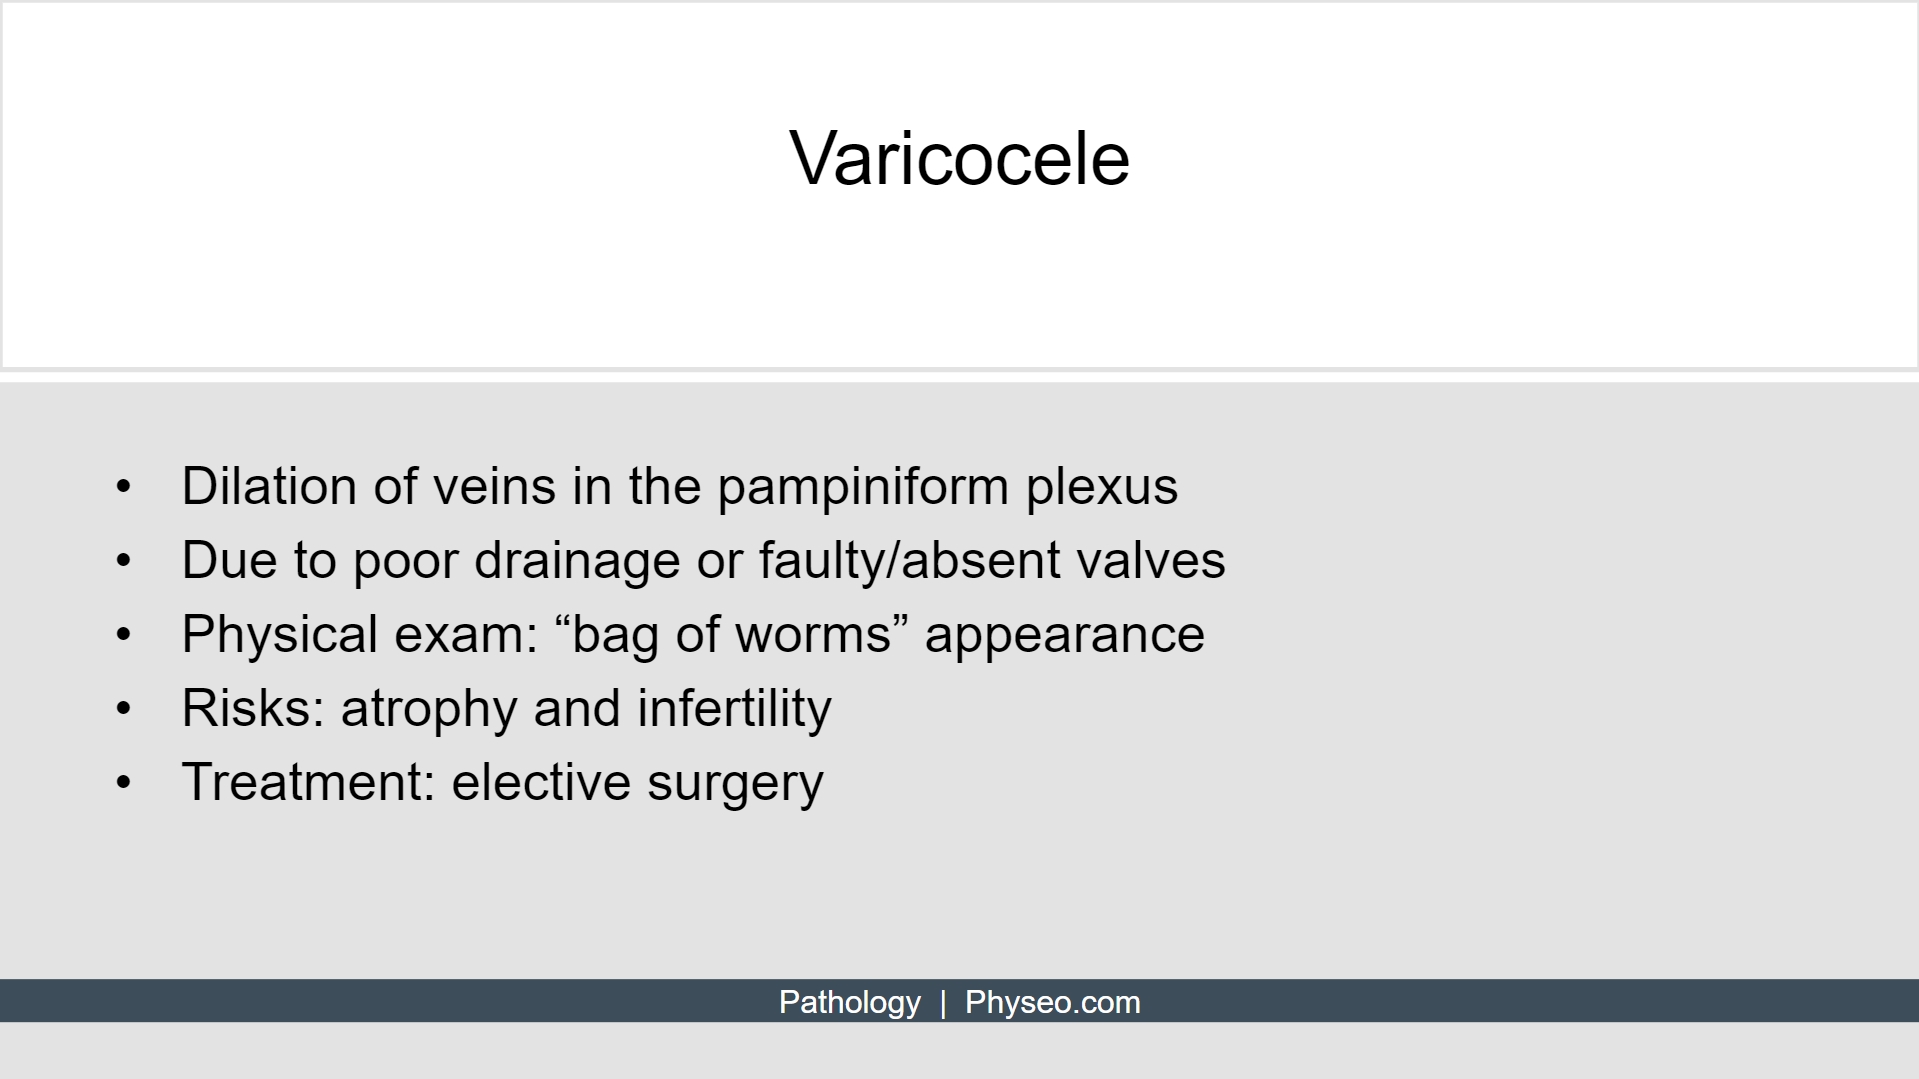 Varicocele
• Dilation of veins in the pampiniform plexus
• Due to poor drainage or faulty/absent valves
• Physical exam: “bag of worms” appearance
• Risks: atrophy and infertility
• Treatment: elective surgery
Pathology | Physeo.com